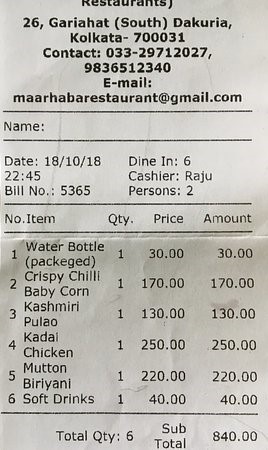 Restaurants)
26, Gariahat (South) Dakuria,
Kolkata- 700031
Contact: 033-29712027,
9836512340
E-mail:
maarhabarestaurant@gmail.com
Name:
Date: 18/10/18 Dine In: 6
22:45 Cashier: Raju
Bill No.: 5365 Persons: 2
No.Item Qty. Price Amount
1 Water Bottle (packeged) 1 30.00 30.00
2 Crispy Chilli Baby Corn 1 170.00 170.00
3 Kashmiri Pulao 1 130.00 130.00
4 Kadai Chicken 1 250.00 250.00
5 Mutton Biriyani 1 220.00 220.00
6 Soft Drinks 1 40.00 40.00
Total Qty: 6 Sub Total 840.00